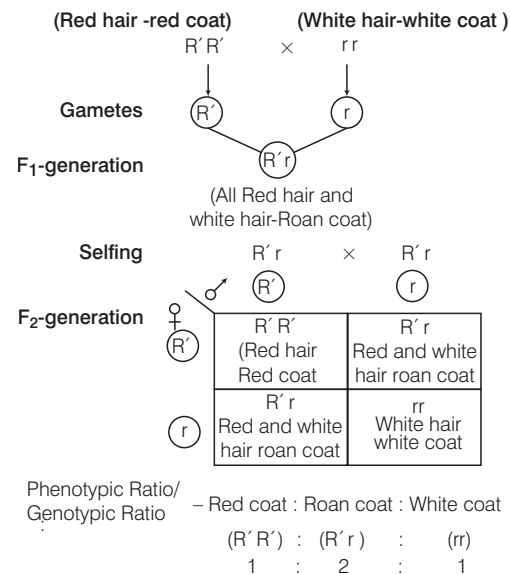 (Red hair -red coat) (White hair-white coat )
R´R´ × rr
Gametes R´ r
F1-generation R´r
(All Red hair and
white hair-Roan coat)
Selfing R´ r × R´ r
♂ R´ r
F2-generation ♀
R´ R´ R´ R´ r
(Red hair Red and white
Red coat hair roan coat
r R´ r rr
Red and white White hair
hair roan coat white coat
Phenotypic Ratio/
Genotypic Ratio – Red coat : Roan coat : White coat
(R´ R´) : (R´ r ) : (rr)
1 : 2 : 1